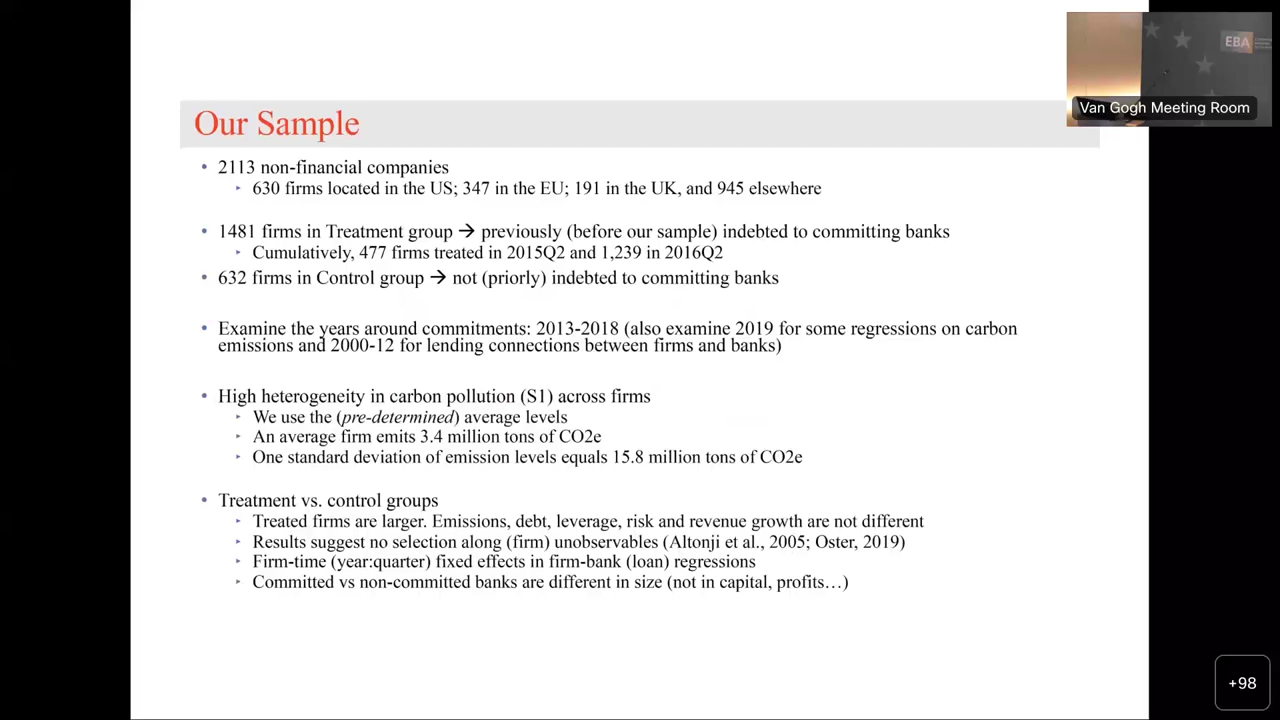 EBA
Van Gogh Meeting Room
Our Sample
• 2113 non-financial companies
‣ 630 firms located in the US; 347 in the EU; 191 in the UK, and 945 elsewhere
• 1481 firms in Treatment group → previously (before our sample) indebted to committing banks
‣ Cumulatively, 477 firms treated in 2015Q2 and 1,239 in 2016Q2
• 632 firms in Control group → not (priorly) indebted to committing banks
• Examine the years around commitments: 2013-2018 (also examine 2019 for some regressions on carbon
emissions and 2000-12 for lending connections between firms and banks)
• High heterogeneity in carbon pollution (S1) across firms
‣ We use the (pre-determined) average levels
‣ An average firm emits 3.4 million tons of CO2e
‣ One standard deviation of emission levels equals 15.8 million tons of CO2e
• Treatment vs. control groups
‣ Treated firms are larger. Emissions, debt, leverage, risk and revenue growth are not different
‣ Results suggest no selection along (firm) unobservables (Altonji et al., 2005; Oster, 2019)
‣ Firm-time (year:quarter) fixed effects in firm-bank (loan) regressions
‣ Committed vs non-committed banks are different in size (not in capital, profits…)
+98